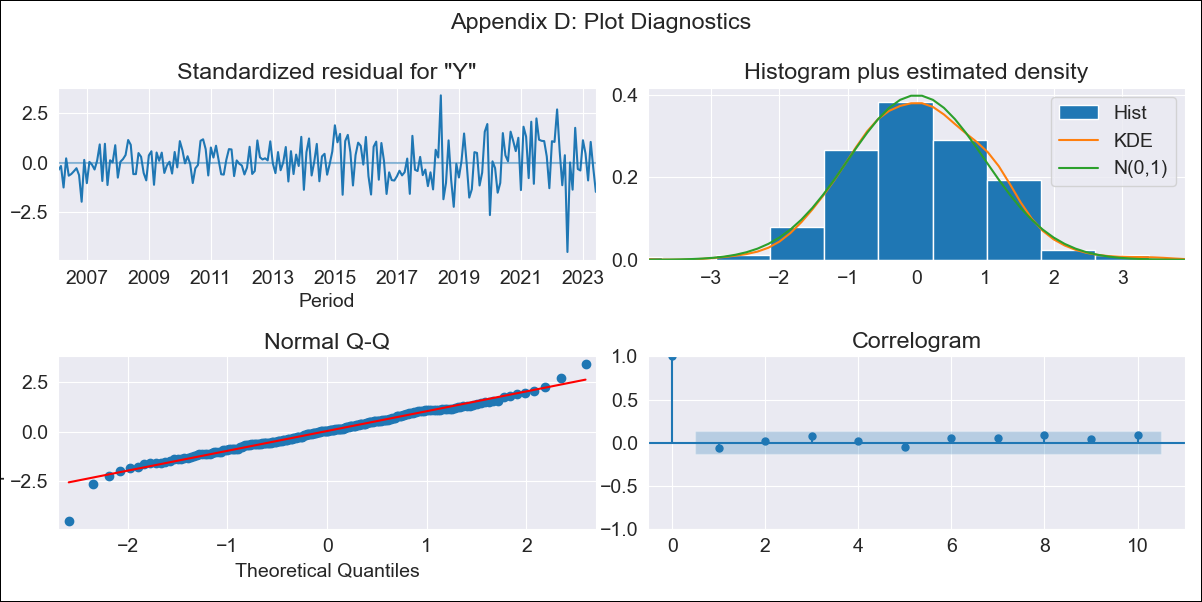 Appendix D: Plot Diagnostics
Standardized residual for "Y"
2.5
0.0
−2.5
2007 2009 2011 2013 2015 2017 2019 2021 2023
Period
Histogram plus estimated density
0.4
0.2
0.0
−3 −2 −1 0 1 2 3
Hist
KDE
N(0,1)
Normal Q-Q
2.5
0.0
−2.5
−2 −1 0 1 2
Theoretical Quantiles
Correlogram
1.0
0.5
0.0
−0.5
−1.0
0 2 4 6 8 10